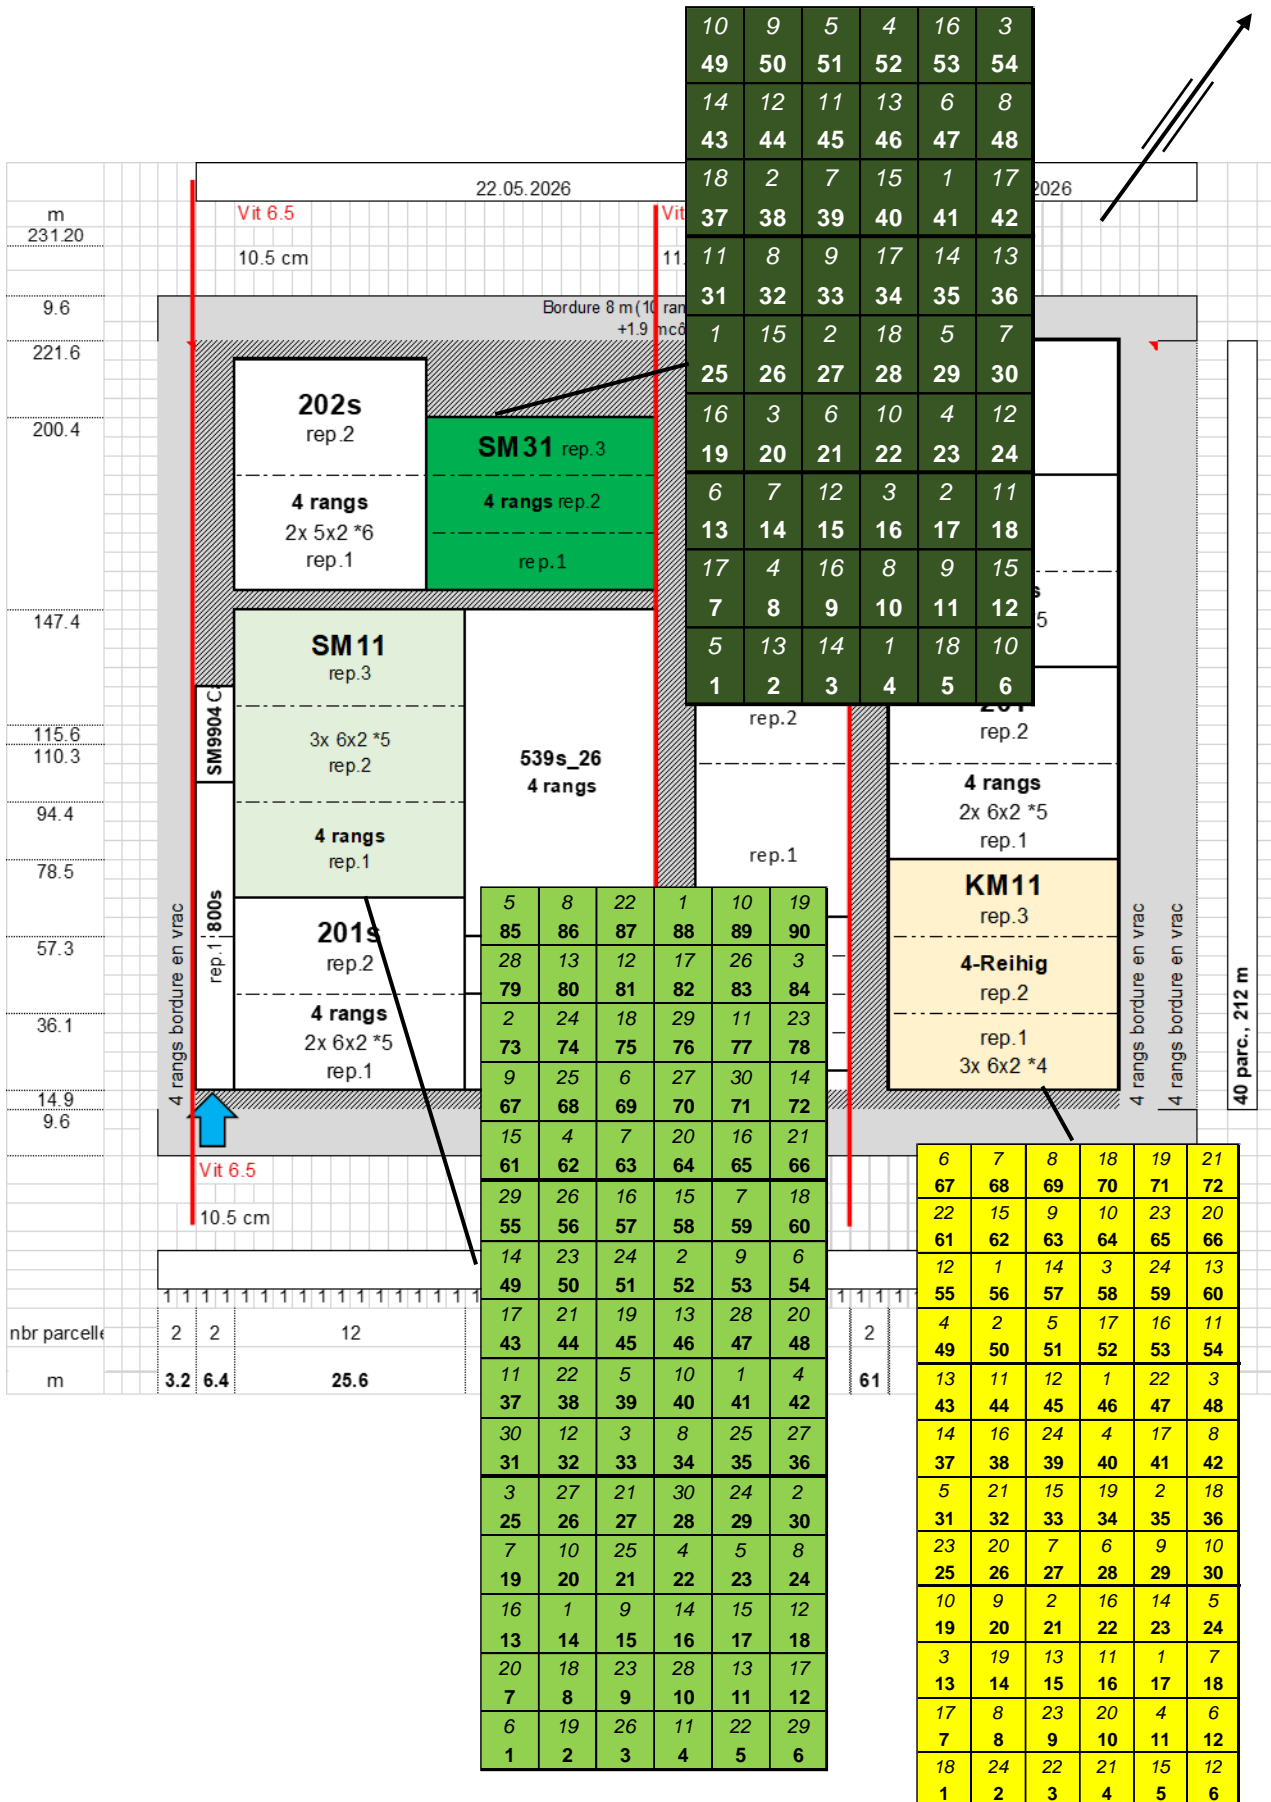 10 9 5 4 16 3
49 50 51 52 53 54
14 12 11 13 6 8
43 44 45 46 47 48
18 2 7 15 1 17
37 38 39 40 41 42
11 8 9 17 14 13
31 32 33 34 35 36
1 15 2 18 5 7
25 26 27 28 29 30
16 3 6 10 4 12
19 20 21 22 23 24
6 7 12 3 2 11
13 14 15 16 17 18
17 4 16 8 9 15
7 8 9 10 11 12
5 13 14 1 18 10
1 2 3 4 5 6
22.05.2026
026
m
231.20
Vit 6.5
Vit
10.5 cm
11.
9.6
Bordure 8 m (10 ran
+1.9 mcô
221.6
200.4
147.4
115.6
110.3
94.4
78.5
57.3
36.1
14.9
9.6
202s
rep.2
4 rangs
2x 5x2 *6
rep.1
SM31 rep.3
4 rangs rep.2
rep.1
SM11
rep.3
3x 6x2 *5
rep.2
4 rangs
rep.1
SM9904 C
rep.1 800s
539s_26
4 rangs
201s
rep.2
4 rangs
2x 6x2 *5
rep.1
rep.2
rep.1
s
5
201
rep.2
4 rangs
2x 6x2 *5
rep.1
KM11
rep.3
4-Reihig
rep.2
rep.1
3x 6x2 *4
4 rangs bordure en vrac
4 rangs bordure en vrac
4 rangs bordure en vrac
40 parc., 212 m
Vit 6.5
10.5 cm
1 1 1 1 1 1 1 1 1 1 1 1 1 1 1 1
1 1 1 1
nbr parcelle 2 2 12 2
m 3.2 6.4 25.6 61
5 8 22 1 10 19
85 86 87 88 89 90
28 13 12 17 26 3
79 80 81 82 83 84
2 24 18 29 11 23
73 74 75 76 77 78
9 25 6 27 30 14
67 68 69 70 71 72
15 4 7 20 16 21
61 62 63 64 65 66
29 26 16 15 7 18
55 56 57 58 59 60
14 23 24 2 9 6
49 50 51 52 53 54
17 21 19 13 28 20
43 44 45 46 47 48
11 22 5 10 1 4
37 38 39 40 41 42
30 12 3 8 25 27
31 32 33 34 35 36
3 27 21 30 24 2
25 26 27 28 29 30
7 10 25 4 5 8
19 20 21 22 23 24
16 1 9 14 15 12
13 14 15 16 17 18
20 18 23 28 13 17
7 8 9 10 11 12
6 19 26 11 22 29
1 2 3 4 5 6
6 7 8 18 19 21
67 68 69 70 71 72
22 15 9 10 23 20
61 62 63 64 65 66
12 1 14 3 24 13
55 56 57 58 59 60
4 2 5 17 16 11
49 50 51 52 53 54
13 11 12 1 22 3
43 44 45 46 47 48
14 16 24 4 17 8
37 38 39 40 41 42
5 21 15 19 2 18
31 32 33 34 35 36
23 20 7 6 9 10
25 26 27 28 29 30
10 9 2 16 14 5
19 20 21 22 23 24
3 19 13 11 1 7
13 14 15 16 17 18
17 8 23 20 4 6
7 8 9 10 11 12
18 24 22 21 15 12
1 2 3 4 5 6